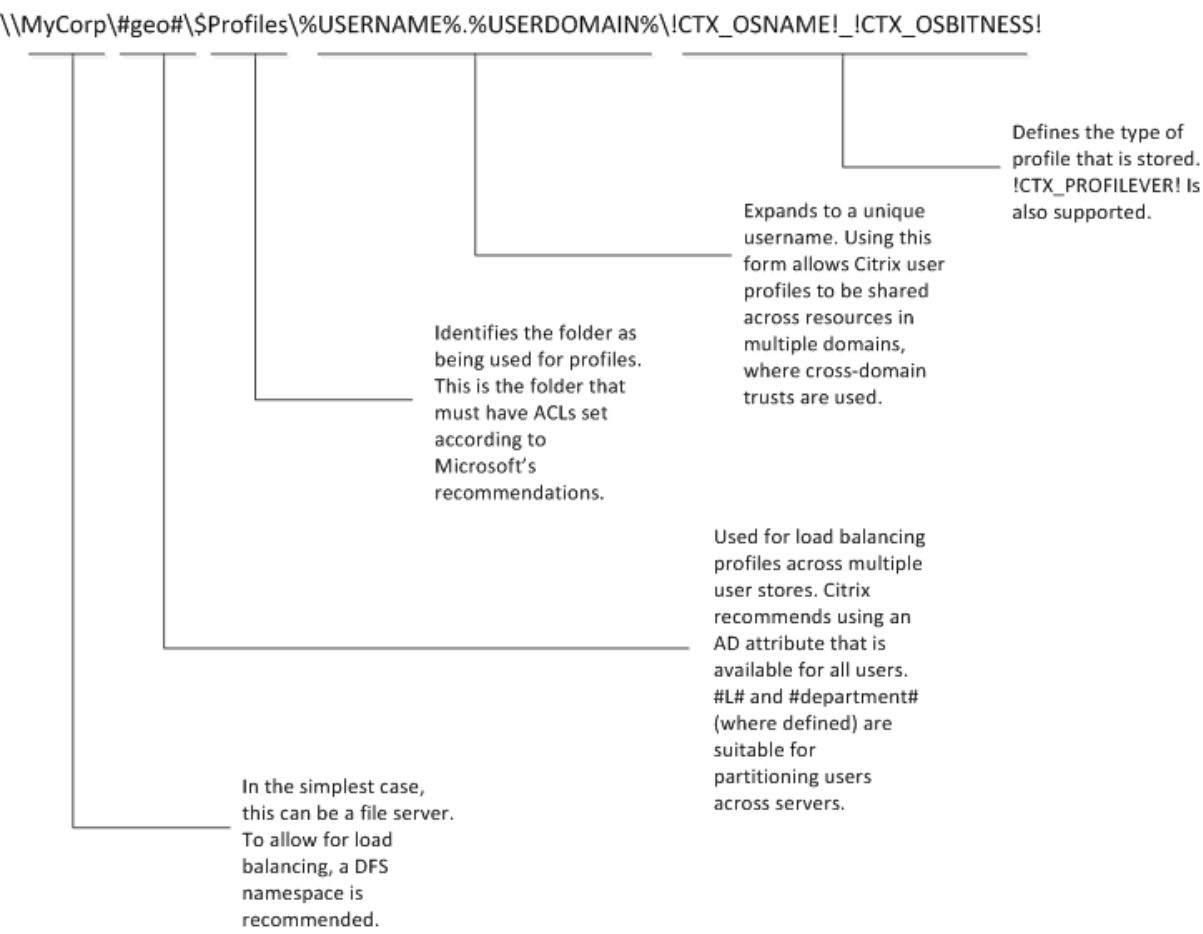 \\MyCorp\#geo#\$Profiles\%USERNAME%.%USERDOMAIN%\!CTX_OSNAME!_!CTX_OSBITNESS!
Defines the type of
profile that is stored.
!CTX_PROFILEVER! Is
also supported.
Expands to a unique
username. Using this
form allows Citrix user
profiles to be shared
across resources in
multiple domains,
where cross-domain
trusts are used.
Identifies the folder as
being used for profiles.
This is the folder that
must have ACLs set
according to
Microsoft’s
recommendations.
Used for load balancing
profiles across multiple
user stores. Citrix
recommends using an
AD attribute that is
available for all users.
#L# and #department#
(where defined) are
suitable for
partitioning users
across servers.
In the simplest case,
this can be a file server.
To allow for load
balancing, a DFS
namespace is
recommended.